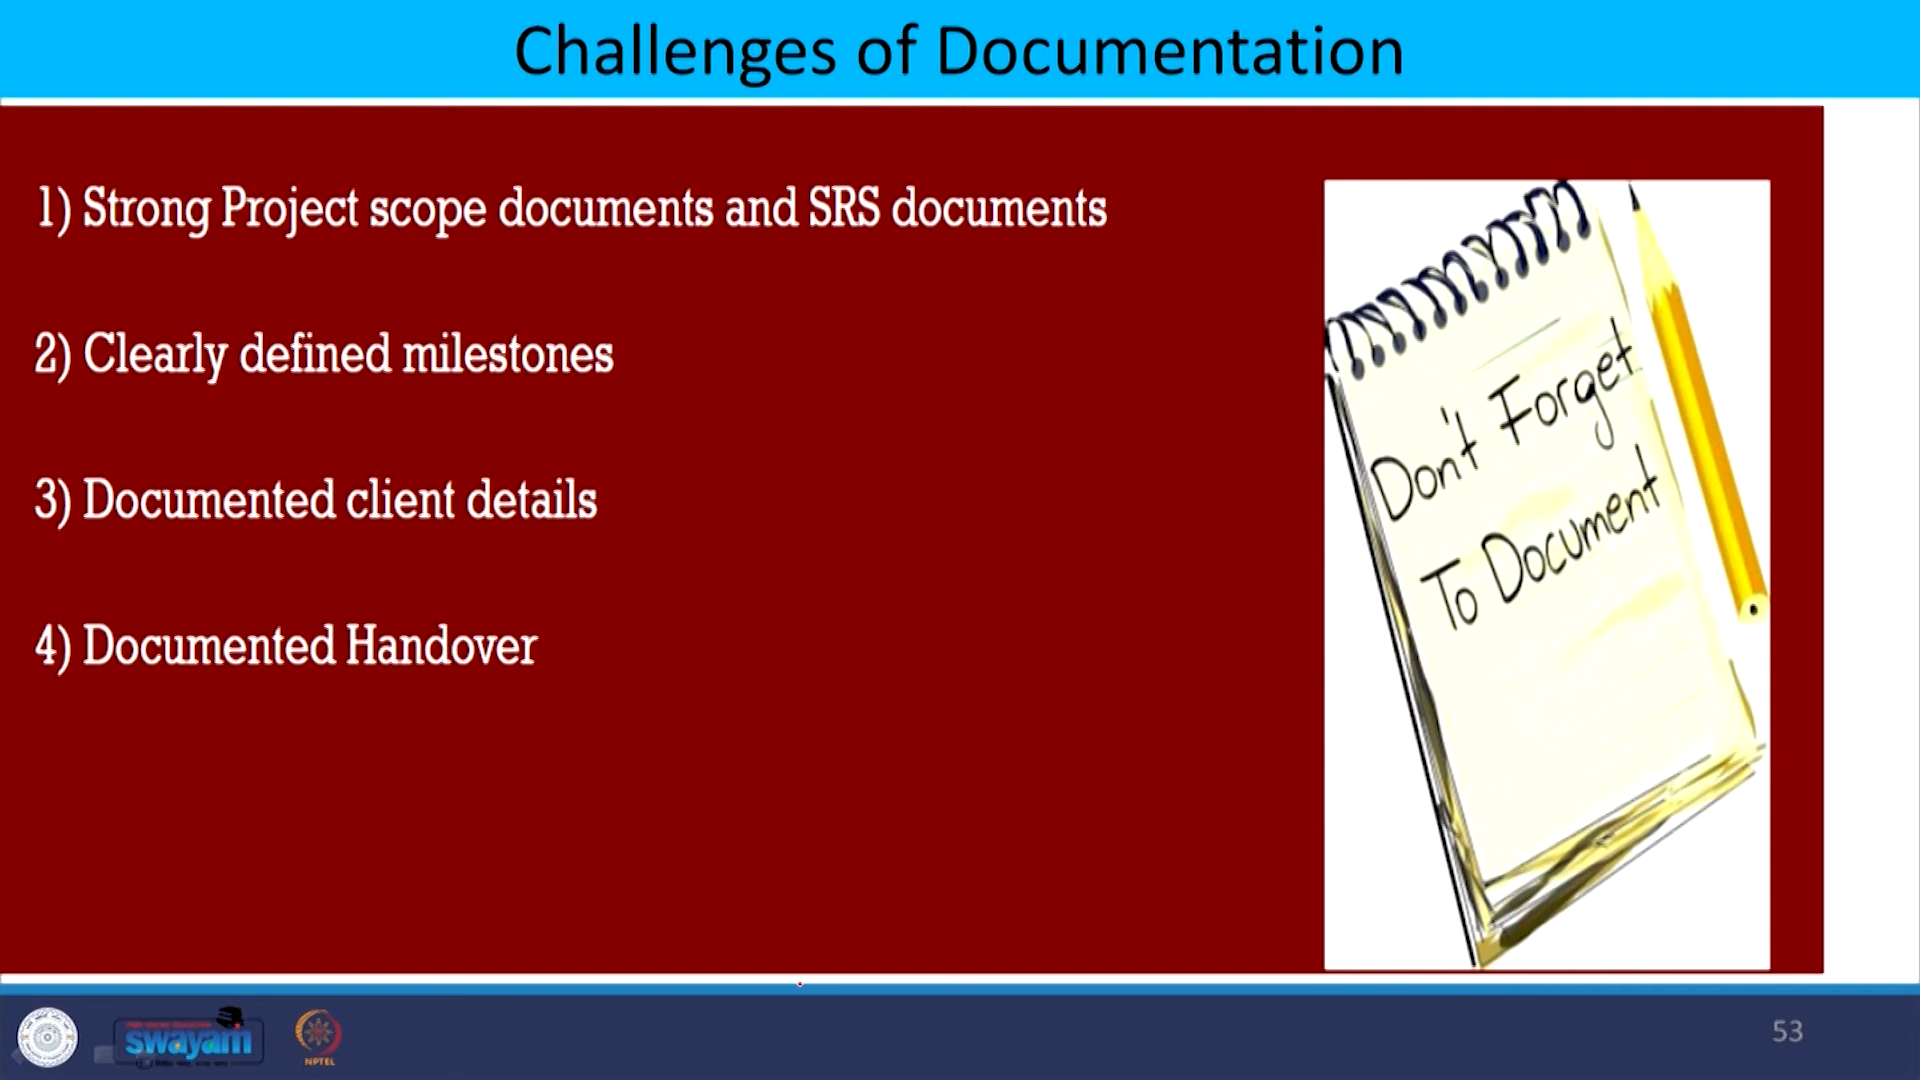 Challenges of Documentation
1) Strong Project scope documents and SRS documents
2) Clearly defined milestones
3) Documented client details
4) Documented Handover
Don't Forget
To Document
swayam
NPTEL
53